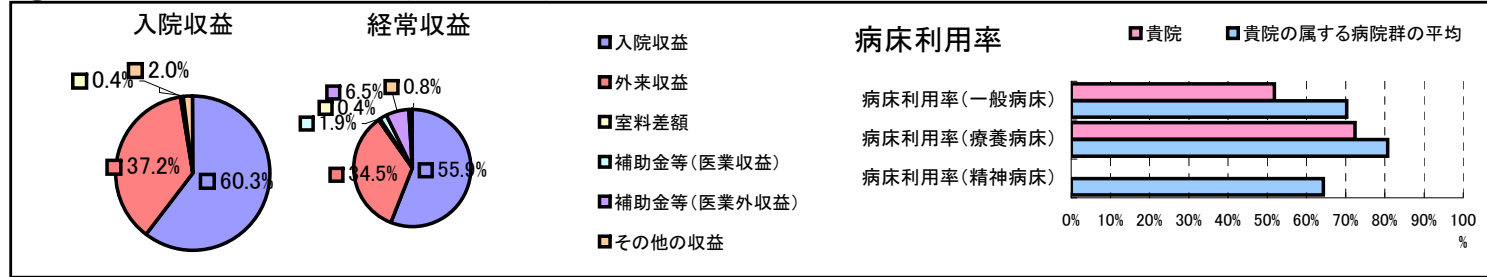 入院収益
0.4%
2.0%
37.2%
60.3%
経常収益
6.5%
0.8%
0.4%
1.9%
34.5%
55.9%
入院収益
外来収益
室料差額
補助金等(医業収益)
補助金等(医業外収益)
その他の収益
病床利用率
貴院
貴院の属する病院群の平均
病床利用率(一般病床)
病床利用率(療養病床)
病床利用率(精神病床)
0% 10% 20% 30% 40% 50% 60% 70% 80% 90% 100
%